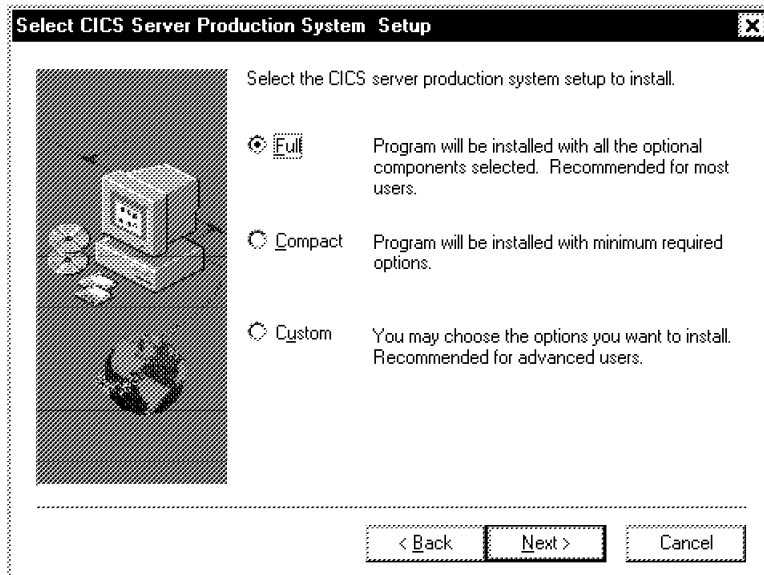 Select CICS Server Production System Setup
Select the CICS server production system setup to install.
Full
Program will be installed with all the optional
components selected. Recommended for most
users.
Compact
Program will be installed with minimum required
options.
Custom
You may choose the options you want to install.
Recommended for advanced users.
< Back
Next >
Cancel